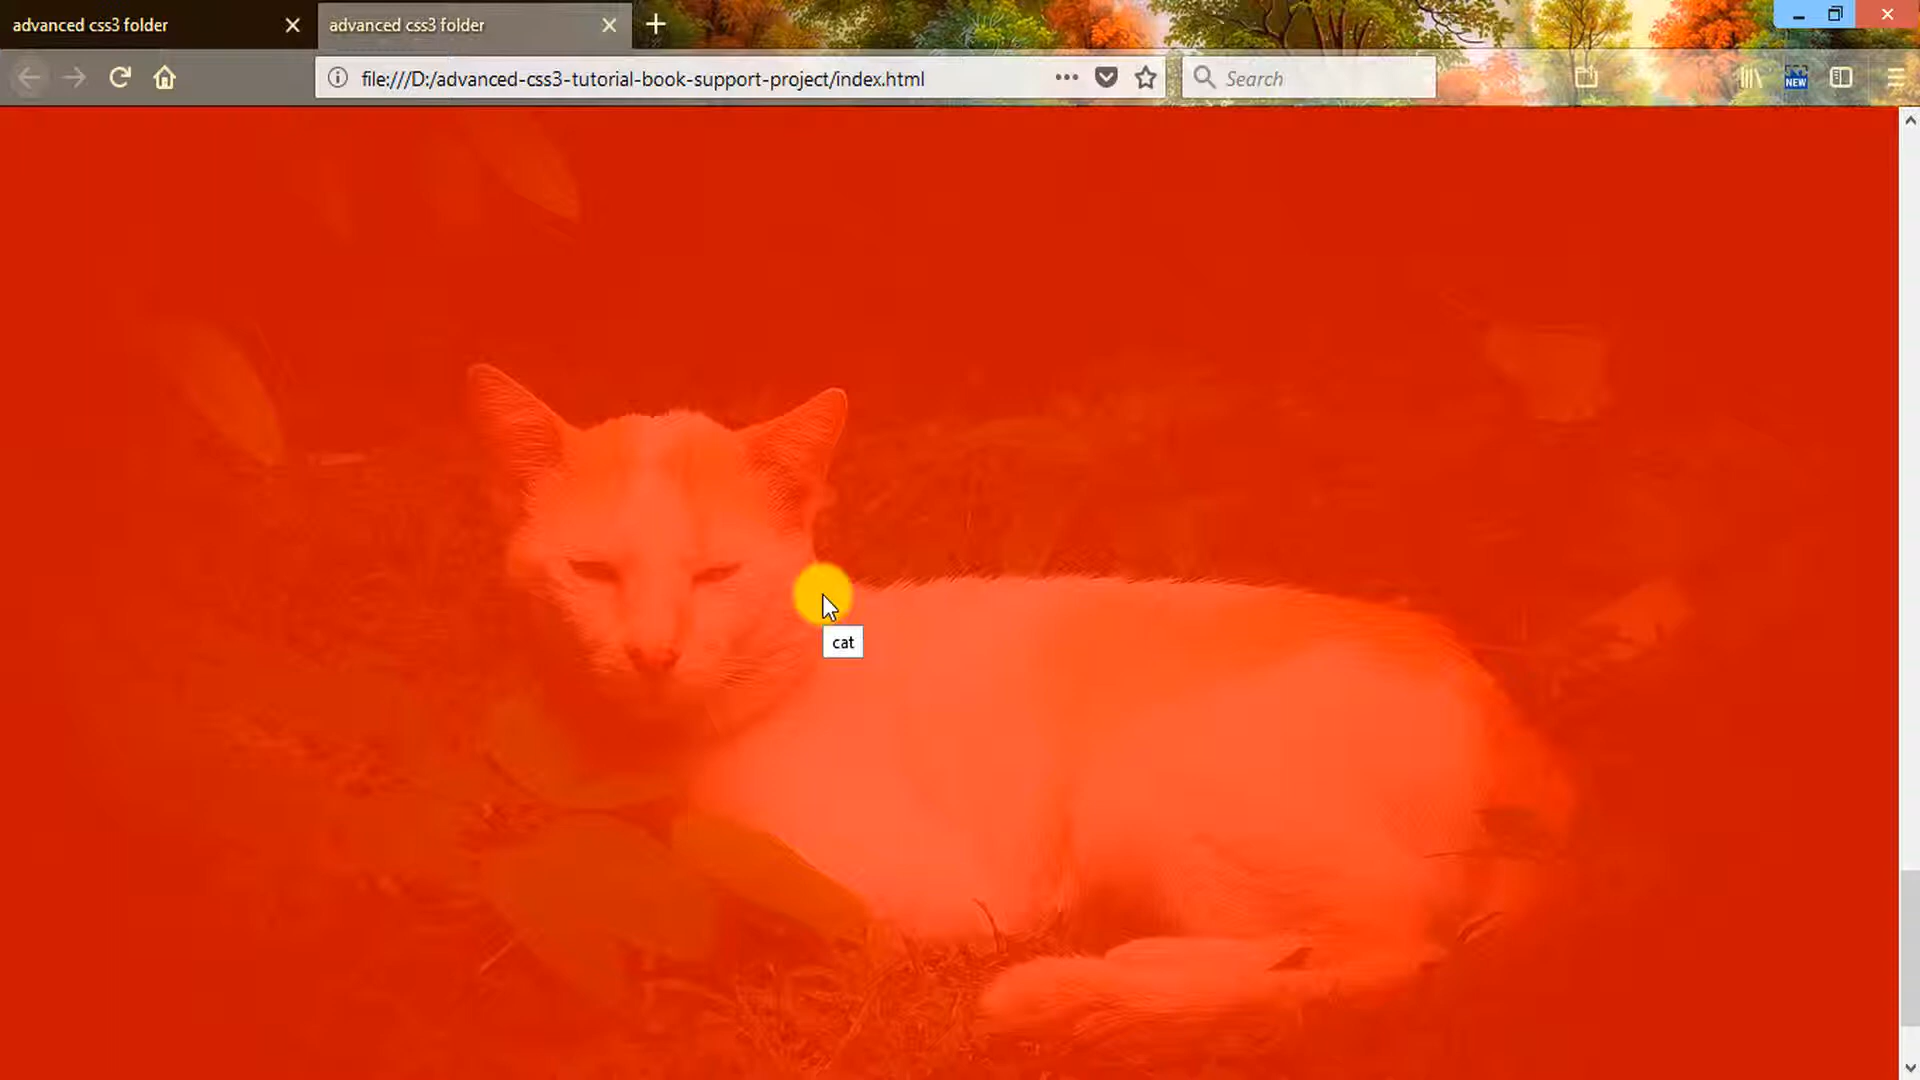 advanced css3 folder
advanced css3 folder
file:///D:/advanced-css3-tutorial-book-support-project/index.html
Search
NEW
cat